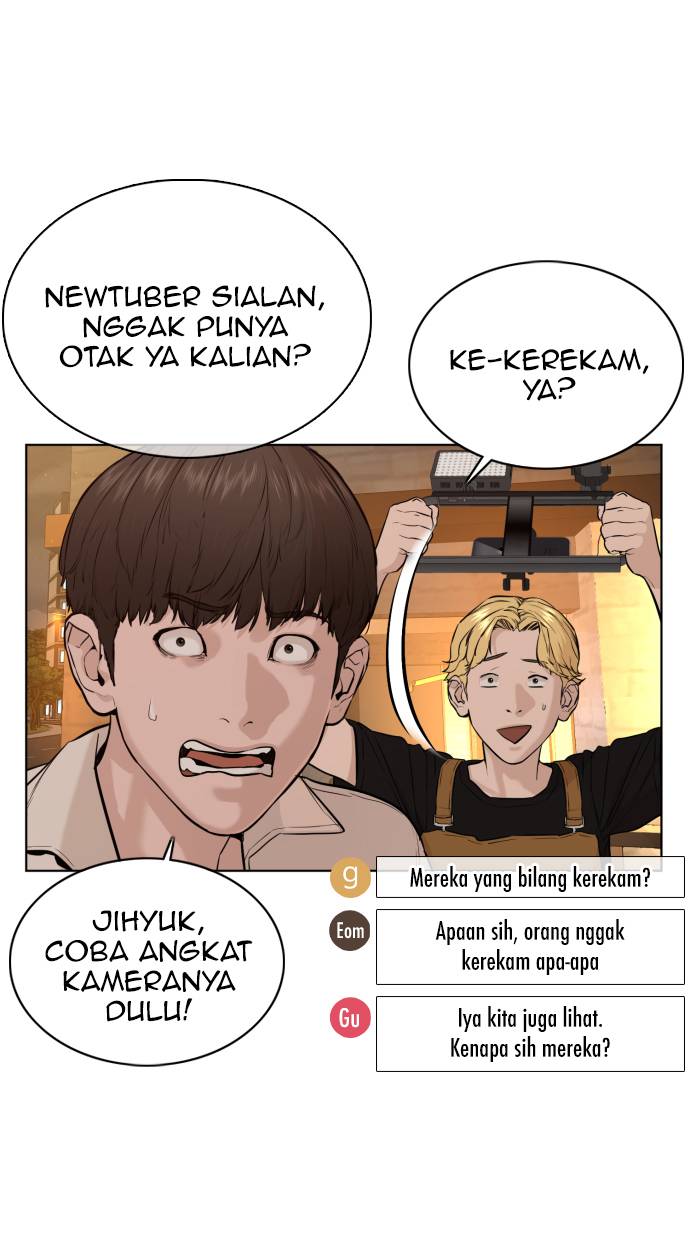 NEWTUBER SIALAN,
NGGAK PUNYA
OTAK YA KALIAN?
KE-KEREKAM,
YA?
JIHYUK,
COBA ANGKAT
KAMERANYA
DULU!
g
Mereka yang bilang kerekam?
Eom
Apaan sih, orang nggak
kerekam apa-apa
Gu
Iya kita juga lihat.
Kenapa sih mereka?